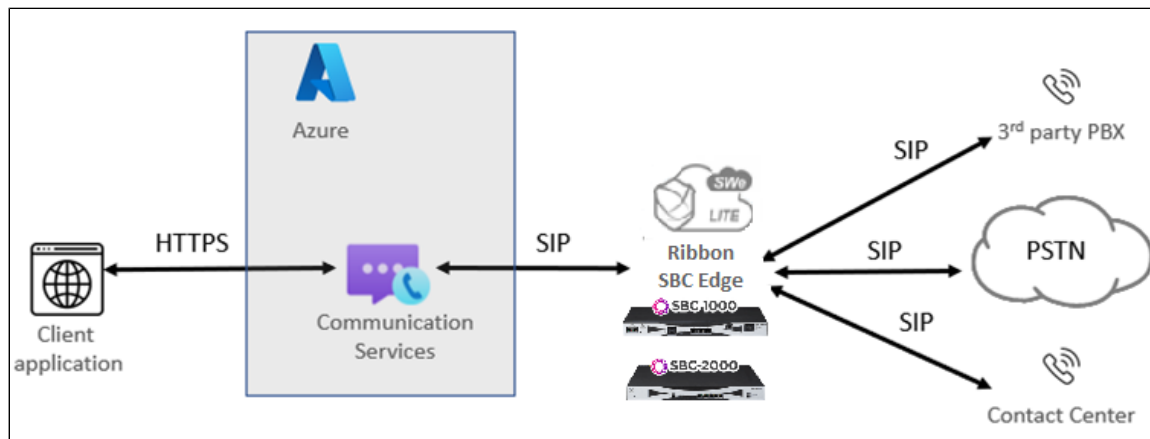 Azure
3rd party PBX
SIP
SWe
LITE
HTTPS
SIP
Ribbon
SBC Edge
SIP
PSTN
SBC-1000
SIP
Client
application
Communication
Services
SBC-2000
Contact Center